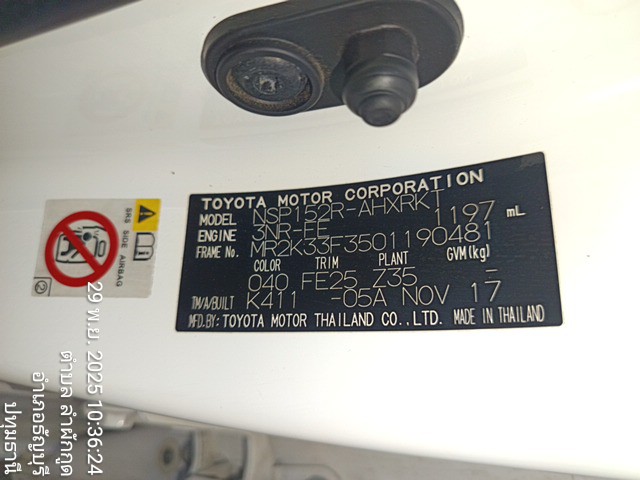 TOYOTA MOTOR CORPORATION
MODEL NSP152R-AHXRKT
ENGINE 3NR-FE 1197 mL
FRAME No. MR2K33F3501190481
COLOR TRIM PLANT GVM(kg)
040 FE25 Z35 –
TM/A/BUILT K411 -05A NOV 17
MFD.BY: TOYOTA MOTOR THAILAND CO.,LTD. MADE IN THAILAND
SRS SIDE AIRBAG
2
29 พ.ย. 2025 10:36:24
ตำบล ลำผักกูด
อำเภอธัญบุรี
ปทุมธานี